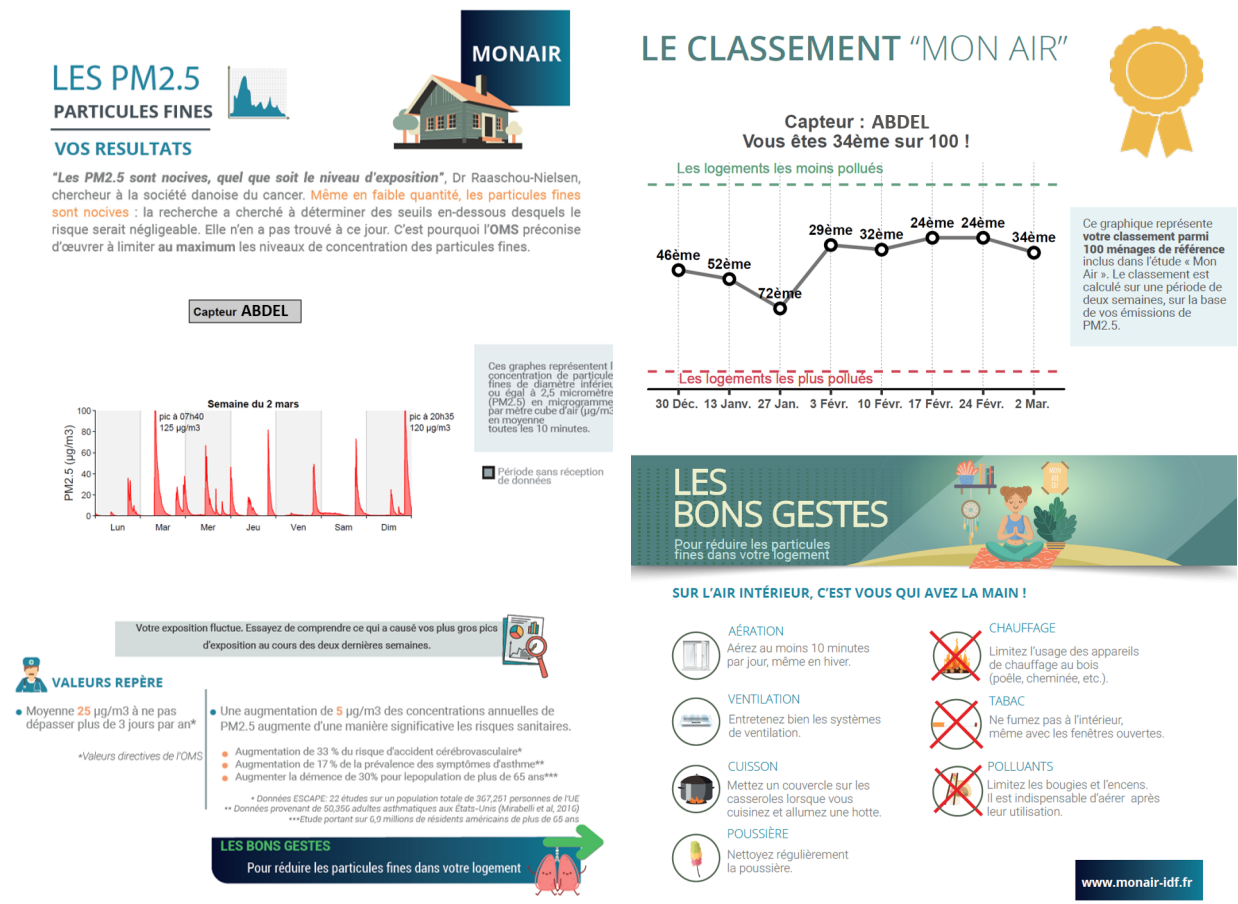 MONAIR
LES PM2.5
PARTICULES FINES
VOS RESULTATS
"Les PM2.5 sont nocives, quel que soit le niveau d'exposition", Dr Raaschou-Nielsen,
chercheur à la société danoise du cancer. Même en faible quantité, les particules fines
sont nocives : la recherche a cherché à déterminer des seuils en-dessous desquels le
risque serait négligeable. Elle n'en a pas trouvé à ce jour. C'est pourquoi l'OMS préconise
d'œuvrer à limiter au maximum les niveaux de concentration des particules fines.
Capteur ABDEL
Ces graphes représentent l
concentration de particule
fines de diamètre inférieu
ou égal à 2,5 micromètre
(PM2.5) en microgramme
par mètre cube d'air (µg/m3
en moyenne
toutes les 10 minutes.
Période sans réception
de données
Semaine du 2 mars
pic à 07h40
125 µg/m3
pic à 20h35
120 µg/m3
PM2.5 (µg/m3)
100
80
60
40
20
0
Lun Mar Mer Jeu Ven Sam Dim
Votre exposition fluctue. Essayez de comprendre ce qui a causé vos plus gros pics
d'exposition au cours des deux dernières semaines.
VALEURS REPÈRE
Moyenne 25 µg/m3 à ne pas
dépasser plus de 3 jours par an*
*Valeurs directives de l'OMS
Une augmentation de 5 µg/m3 des concentrations annuelles de
PM2.5 augmente d'une manière significative les risques sanitaires.
Augmentation de 33 % du risque d'accident cérébrovasculaire*
Augmentation de 17 % de la prévalence des symptômes d'asthme**
Augmenter la démence de 30% pour lepopulation de plus de 65 ans***
* Données ESCAPE: 22 études sur un population totale de 367,251 personnes de l'UE
** Données provenant de 50,356 adultes asthmatiques aux États-Unis (Mirabelli et al, 2016)
***Etude portant sur 6,9 millions de résidents américains de plus de 65 ans
LES BONS GESTES
Pour réduire les particules fines dans votre logement
LE CLASSEMENT “MON AIR”
Capteur : ABDEL
Vous êtes 34ème sur 100 !
Les logements les moins pollués
46ème 52ème 72ème 29ème 32ème 24ème 24ème 34ème
Les logements les plus pollués
30 Déc. 13 Janv. 27 Jan. 3 Févr. 10 Févr. 17 Févr. 24 Févr. 2 Mar.
Ce graphique représente
votre classement parmi
100 ménages de référence
inclus dans l'étude « Mon
Air ». Le classement est
calculé sur une période de
deux semaines, sur la base
de vos émissions de
PM2.5.
LES
BONS GESTES
Pour réduire les particules
fines dans votre logement
SUR L'AIR INTÉRIEUR, C'EST VOUS QUI AVEZ LA MAIN !
AÉRATION
Aérez au moins 10 minutes
par jour, même en hiver.
VENTILATION
Entretenez bien les systèmes
de ventilation.
CUISSON
Mettez un couvercle sur les
casseroles lorsque vous
cuisinez et allumez une hotte.
POUSSIÈRE
Nettoyez régulièrement
la poussière.
CHAUFFAGE
Limitez l'usage des appareils
de chauffage au bois
(poêle, cheminée, etc.).
TABAC
Ne fumez pas à l'intérieur,
même avec les fenêtres ouvertes.
POLLUANTS
Limitez les bougies et l'encens.
Il est indispensable d'aérer après
leur utilisation.
www.monair-idf.fr